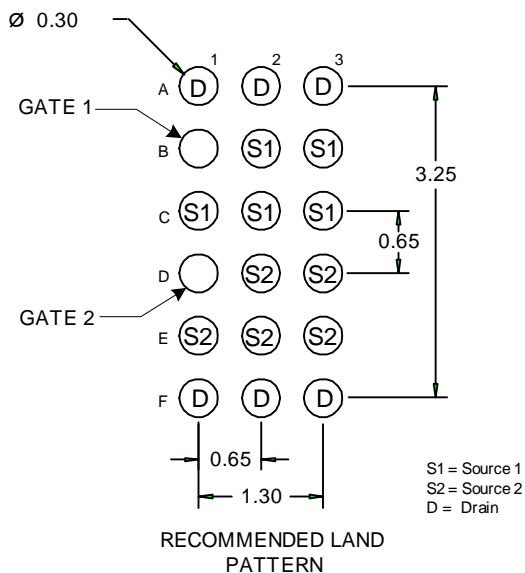 Ø 0.30
1 2 3
A D D D
GATE 1
B S1 S1
3.25
C S1 S1 S1
0.65
D S2 S2
GATE 2
E S2 S2 S2
F D D D
0.65
1.30
S1 = Source 1
S2 = Source 2
D = Drain
RECOMMENDED LAND
PATTERN